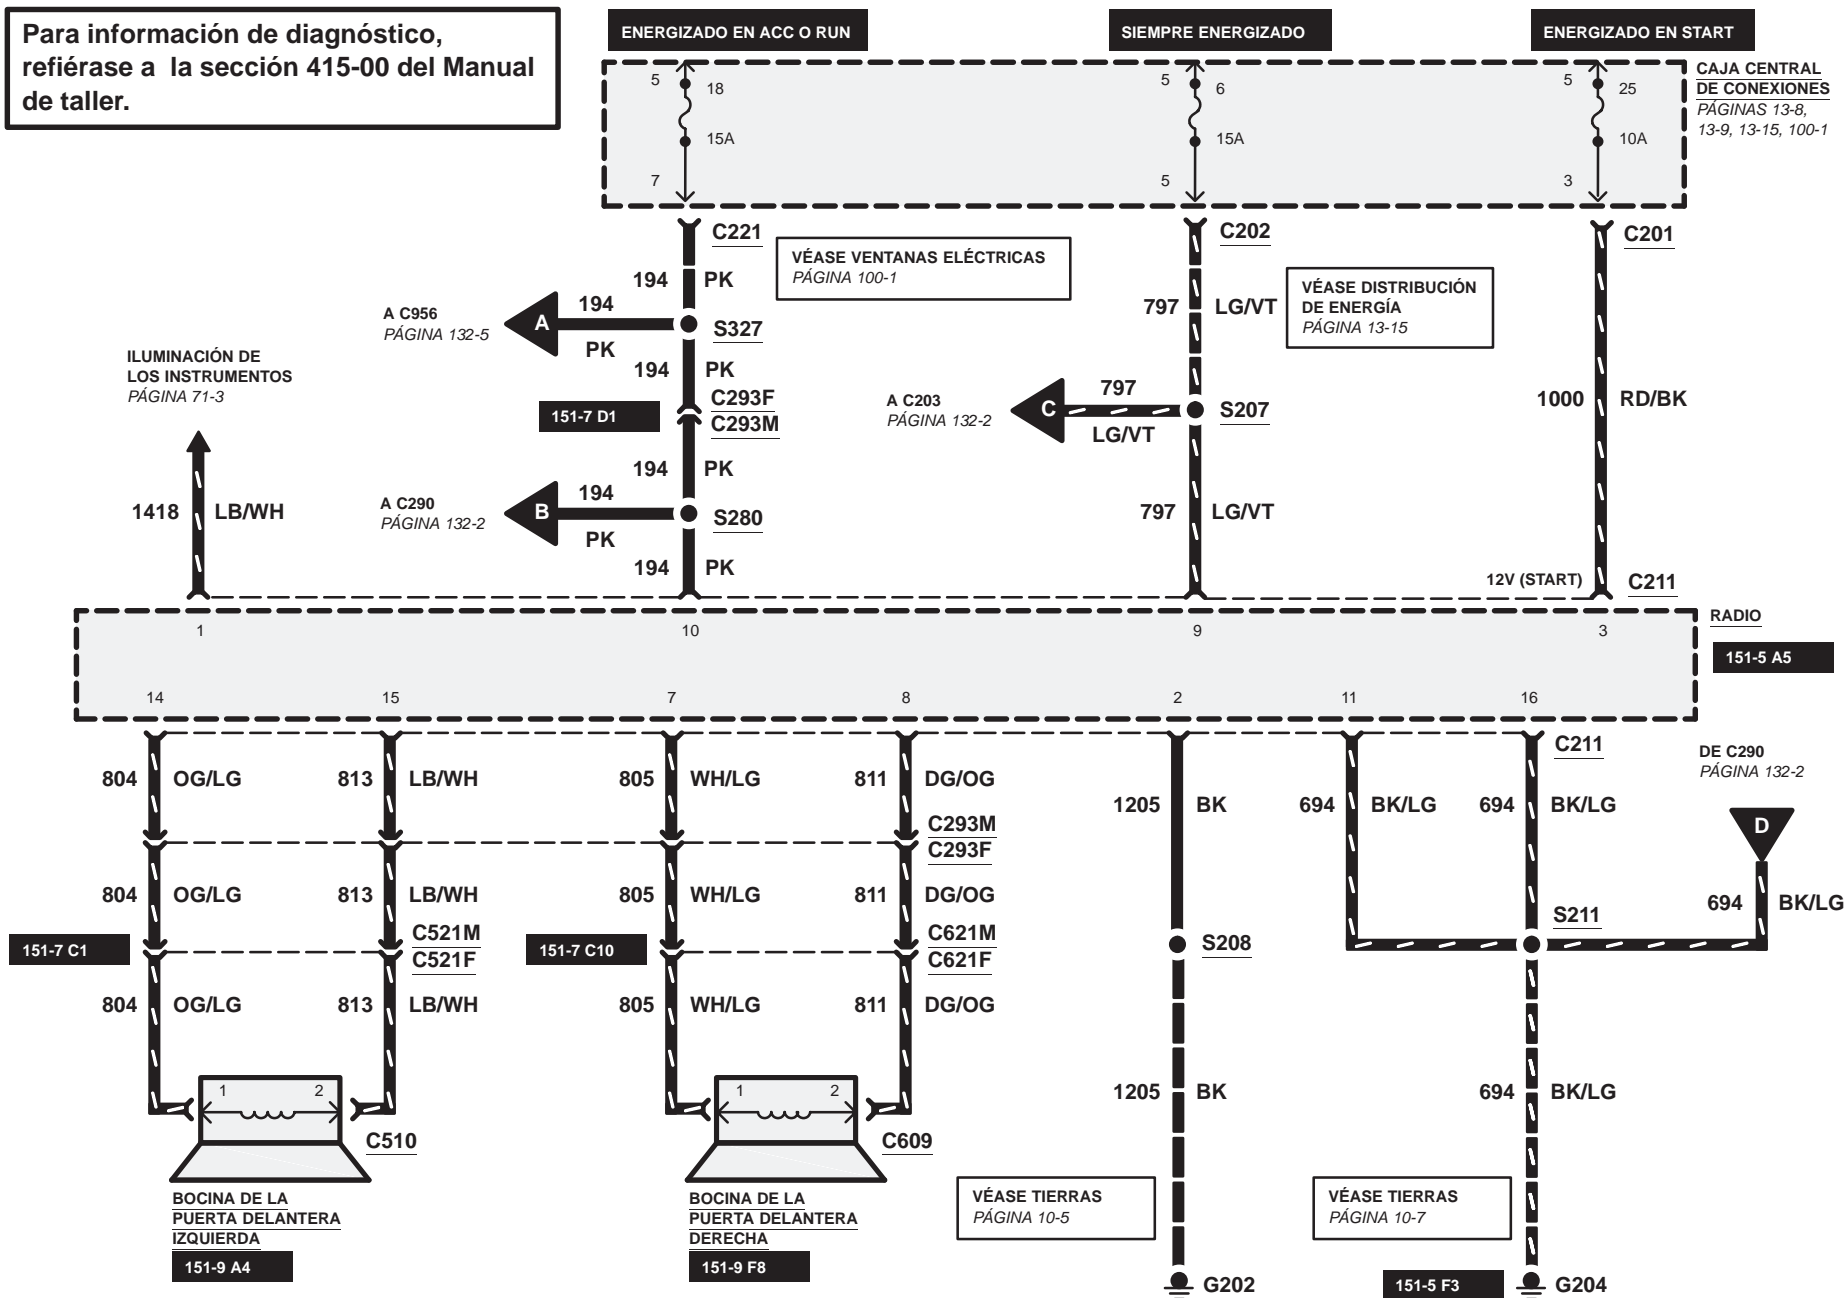 Para información de diagnóstico,
refiérase a  la sección 415-00 del Manual
de taller.
ENERGIZADO EN ACC O RUN
SIEMPRE ENERGIZADO
ENERGIZADO EN START
CAJA CENTRAL
DE CONEXIONES
PÁGINAS 13-8,
13-9, 13-15, 100-1
5 18
15A
7
5 6
15A
5
5 25
10A
3
C221
C202
C201
VÉASE VENTANAS ELÉCTRICAS
PÁGINA 100-1
194 PK
797 LG/VT
VÉASE DISTRIBUCIÓN
DE ENERGÍA
PÁGINA 13-15
A C956
PÁGINA 132-5
A
194
PK
S327
194 PK
ILUMINACIÓN DE
LOS INSTRUMENTOS
PÁGINA 71-3
151-7 D1
C293F
C293M
A C203
PÁGINA 132-2
C
797
LG/VT
S207
1000 RD/BK
194 PK
1418 LB/WH
A C290
PÁGINA 132-2
B
194
PK
S280
797 LG/VT
194 PK
12V (START)
C211
RADIO
151-5 A5
1 10 9 3
14 15 7 8 2 11 16
C211
DE C290
PÁGINA 132-2
D
804 OG/LG
813 LB/WH
805 WH/LG
811 DG/OG
1205 BK
694 BK/LG
694 BK/LG
C293M
C293F
804 OG/LG
813 LB/WH
805 WH/LG
811 DG/OG
694 BK/LG
151-7 C1
C521M
C521F
151-7 C10
C621M
C621F
S208
S211
804 OG/LG
813 LB/WH
805 WH/LG
811 DG/OG
1205 BK
694 BK/LG
1 2
C510
1 2
C609
BOCINA DE LA
PUERTA DELANTERA
IZQUIERDA
151-9 A4
BOCINA DE LA
PUERTA DELANTERA
DERECHA
151-9 F8
VÉASE TIERRAS
PÁGINA 10-5
VÉASE TIERRAS
PÁGINA 10-7
G202
151-5 F3
G204